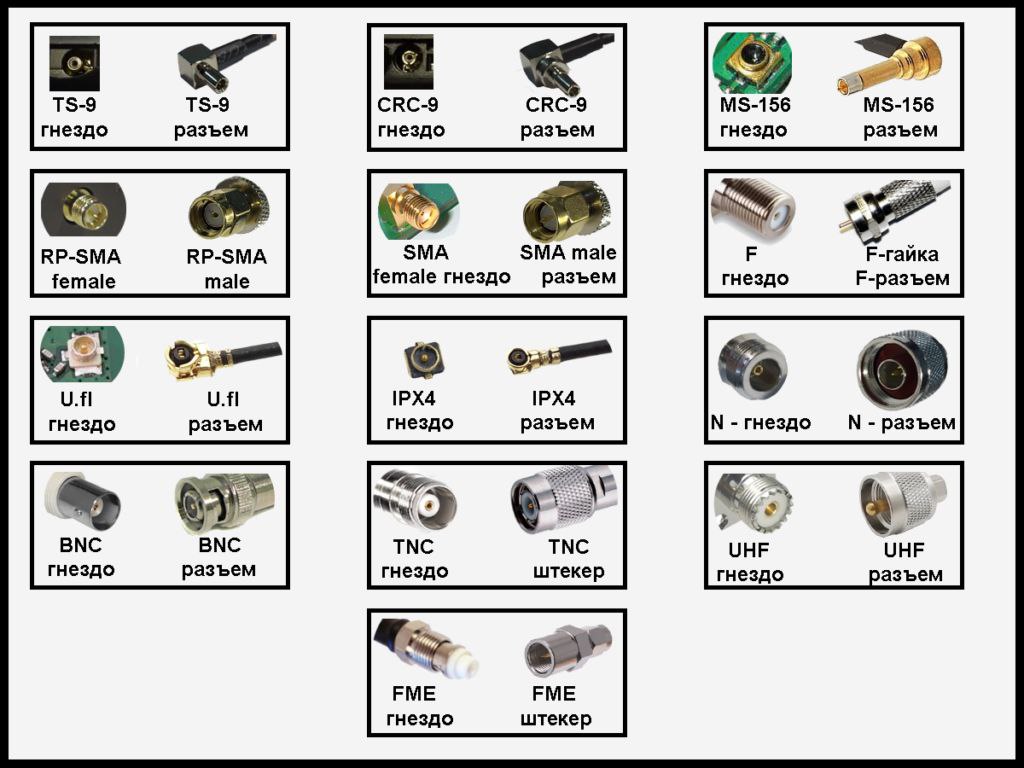 TS-9
гнездо
TS-9
разъем
CRC-9
гнездо
CRC-9
разъем
MS-156
гнездо
MS-156
разъем
RP-SMA
female
RP-SMA
male
SMA
female гнездо
SMA male
разъем
F
гнездо
F-гайка
F-разъем
U.fl
гнездо
U.fl
разъем
IPX4
гнездо
IPX4
разъем
N - гнездо
N - разъем
BNC
гнездо
BNC
разъем
TNC
гнездо
TNC
штекер
UHF
гнездо
UHF
разъем
FME
гнездо
FME
штекер